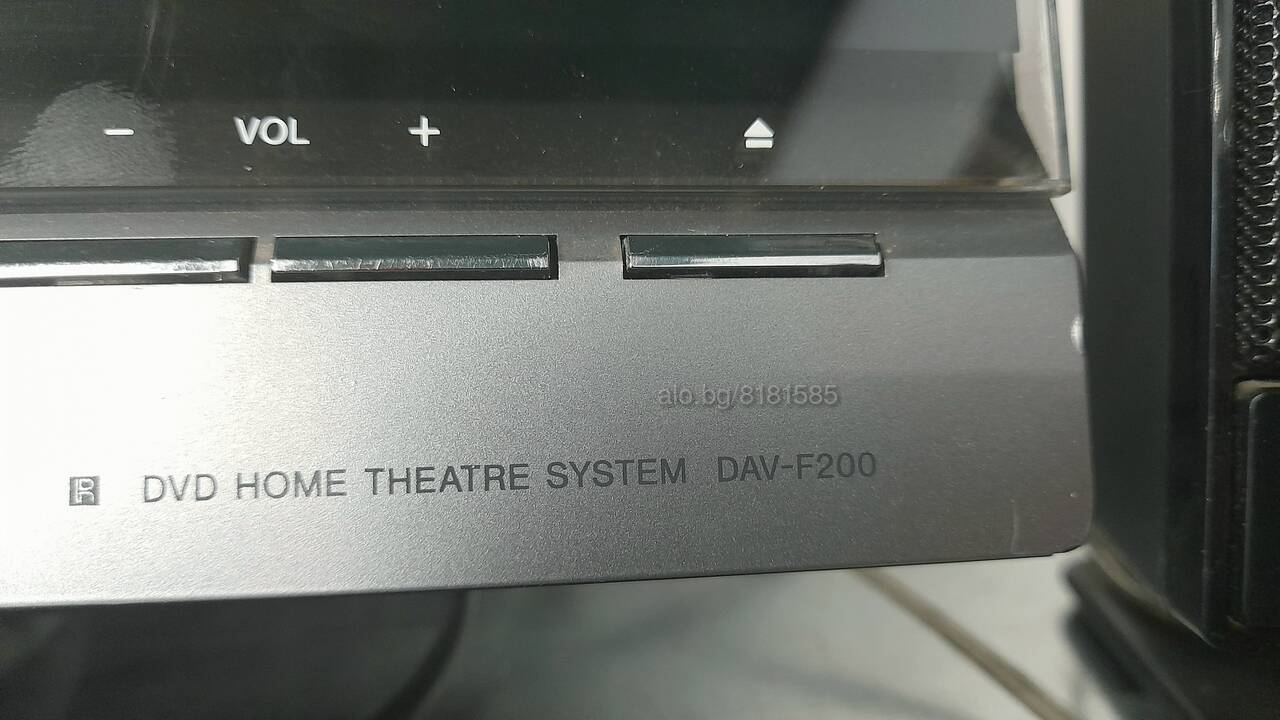 − VOL + ⏏
alo.bg/8181585
R DVD HOME THEATRE SYSTEM DAV-F200